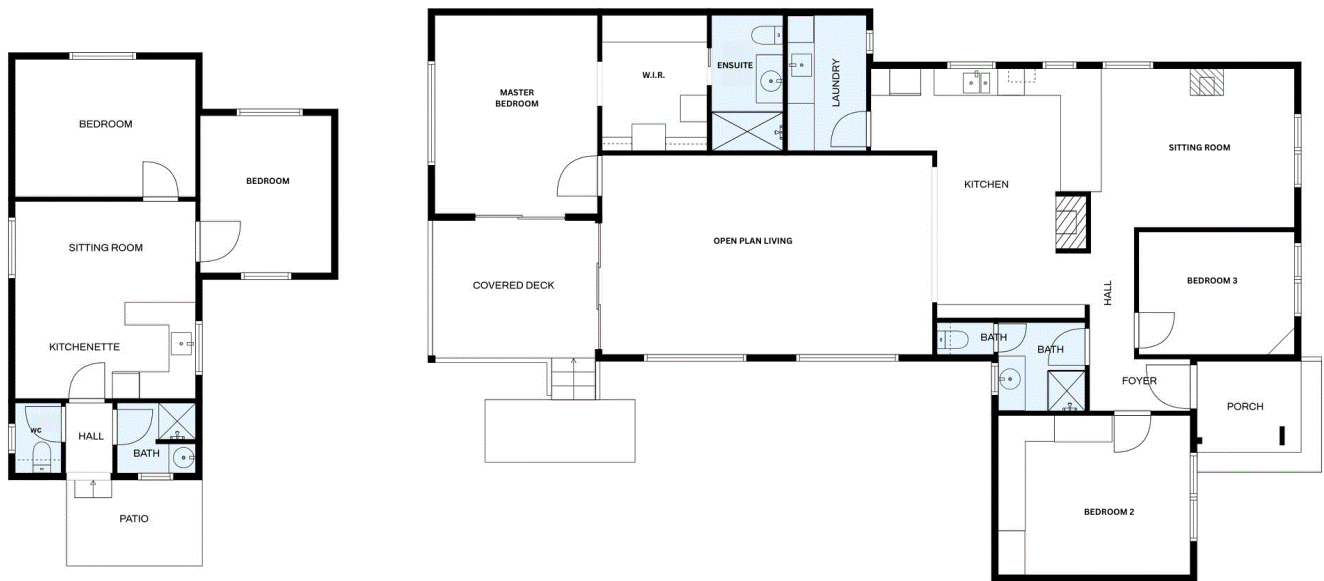 BEDROOM
BEDROOM
SITTING ROOM
KITCHENETTE
WC
HALL
BATH
PATIO
MASTER
BEDROOM
W.I.R.
ENSUITE
LAUNDRY
KITCHEN
SITTING ROOM
OPEN PLAN LIVING
COVERED DECK
HALL
BEDROOM 3
BATH
BATH
FOYER
PORCH
BEDROOM 2